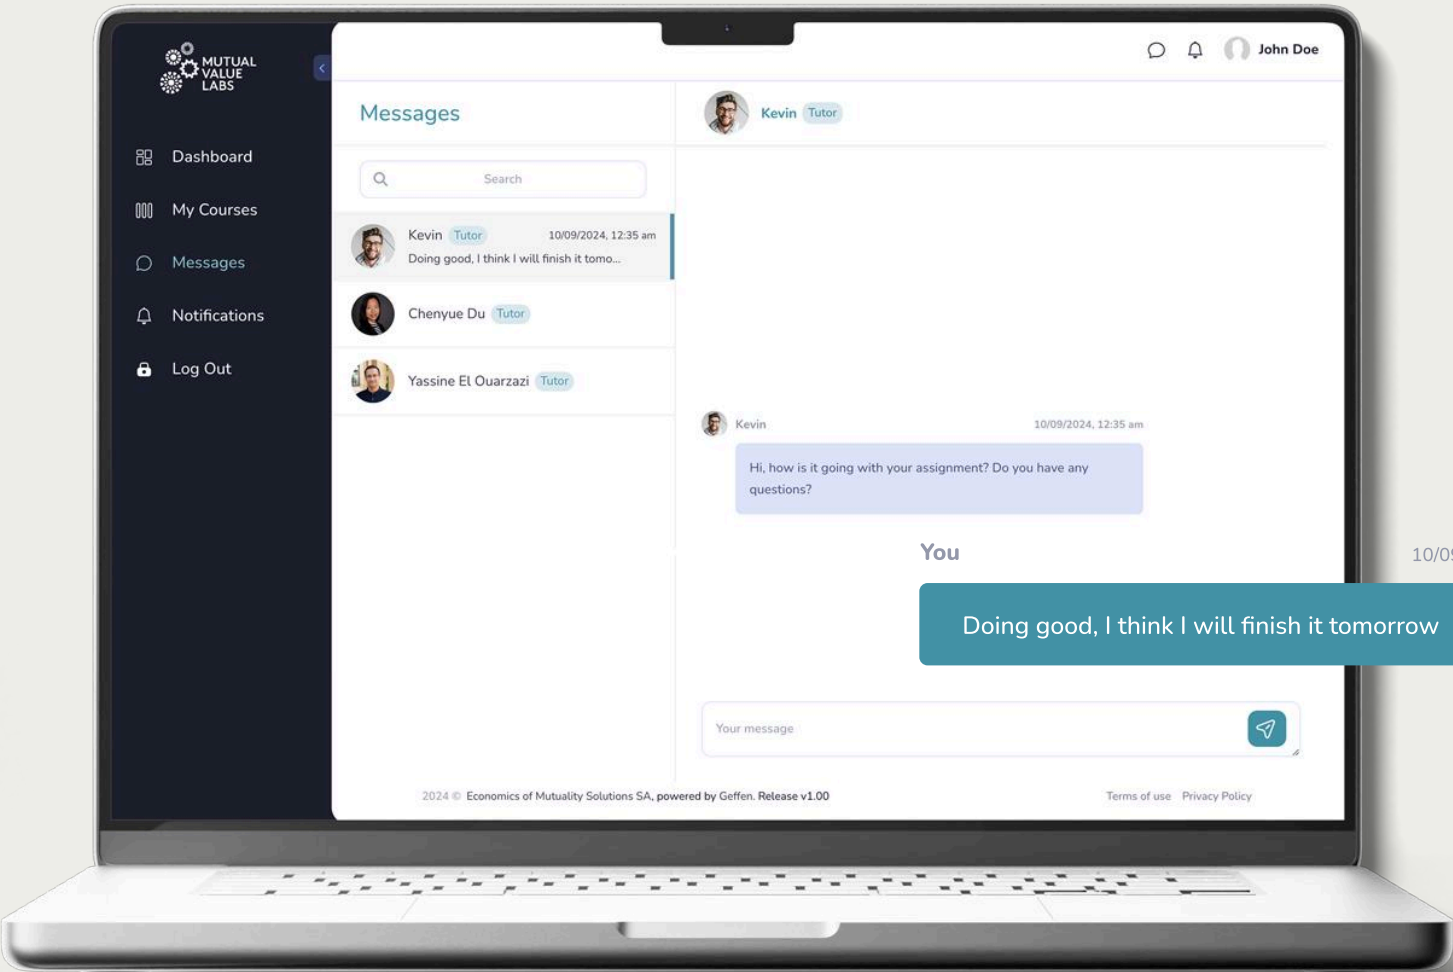 MUTUAL
VALUE
LABS
John Doe
Dashboard
My Courses
Messages
Notifications
Log Out
Messages
Search
Kevin Tutor 10/09/2024, 12:35 am
Doing good, I think I will finish it tomo...
Chenyue Du Tutor
Yassine El Ouarzazi Tutor
Kevin Tutor
Kevin 10/09/2024, 12:35 am
Hi, how is it going with your assignment? Do you have any
questions?
You 10/09
Doing good, I think I will finish it tomorrow
Your message
2024 © Economics of Mutuality Solutions SA, powered by Geffen. Release v1.00
Terms of use Privacy Policy